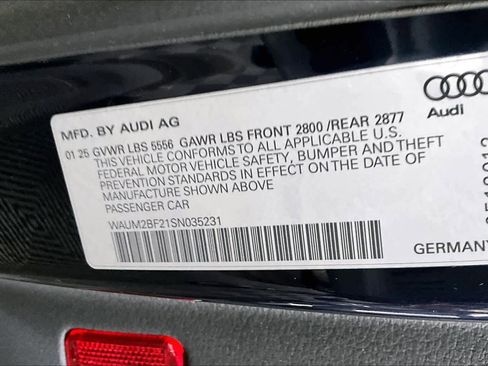 MFD. BY AUDI AG
Audi
01 25 GVWR LBS 5556 GAWR LBS FRONT 2800 /REAR 2877
THIS VEHICLE CONFORMS TO ALL APPLICABLE U.S.
FEDERAL MOTOR VEHICLE SAFETY, BUMPER AND THEFT
PREVENTION STANDARDS IN EFFECT ON THE DATE OF
MANUFACTURE SHOWN ABOVE
PASSENGER CAR
WAUM2BF21SN035231
GERMANY